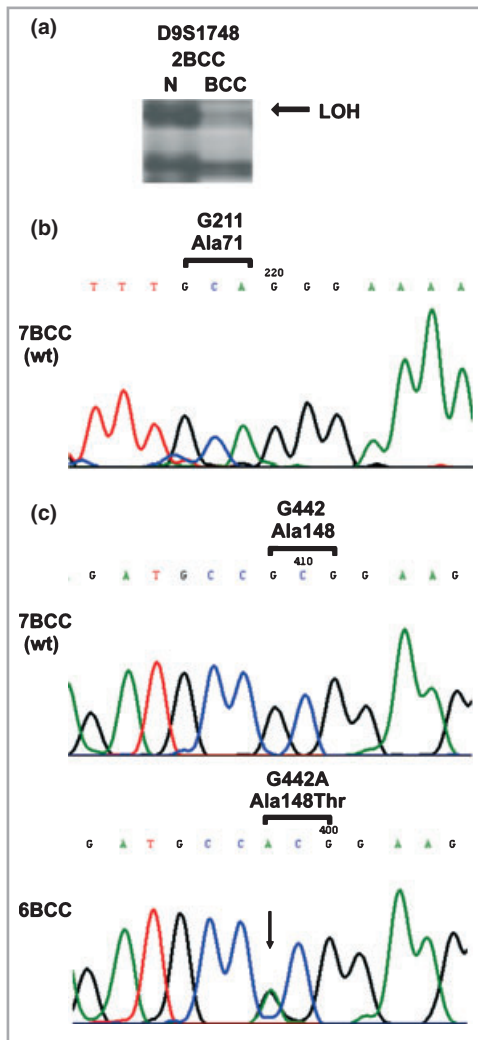 (a)
D9S1748
2BCC
N BCC
LOH
(b)
G211
Ala71
220
T T T G C A G G G A A A A
7BCC
(wt)
(c)
G442
Ala148
410
G A T G C C G C G G A A G
7BCC
(wt)
G442A
Ala148Thr
400
G A T G C C A C G G A A G
6BCC